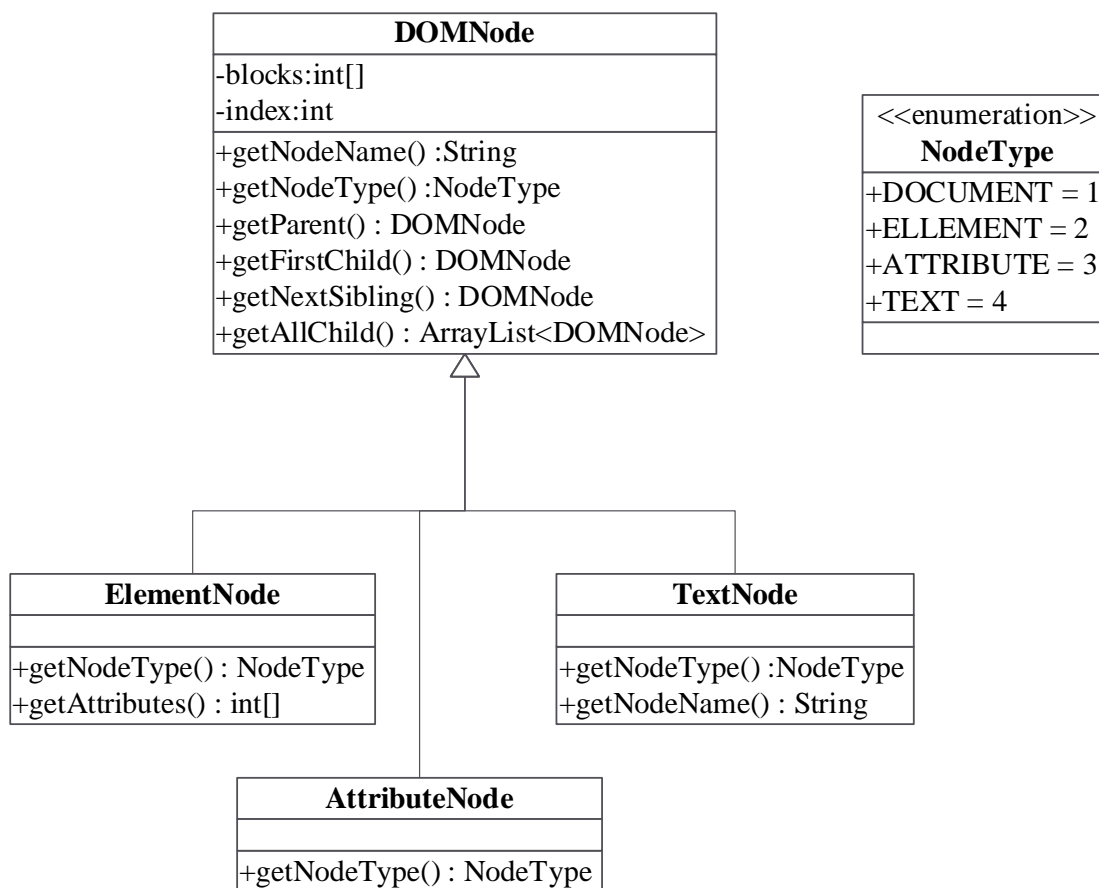 DOMNode
-blocks:int[]
-index:int
+getNodeName() :String
+getNodeType() :NodeType
+getParent() : DOMNode
+getFirstChild() : DOMNode
+getNextSibling() : DOMNode
+getAllChild() : ArrayList<DOMNode>
<<enumeration>>
NodeType
+DOCUMENT = 1
+ELLEMENT = 2
+ATTRIBUTE = 3
+TEXT = 4
ElementNode
+getNodeType() : NodeType
+getAttributes() : int[]
TextNode
+getNodeType() :NodeType
+getNodeName() : String
AttributeNode
+getNodeType() : NodeType